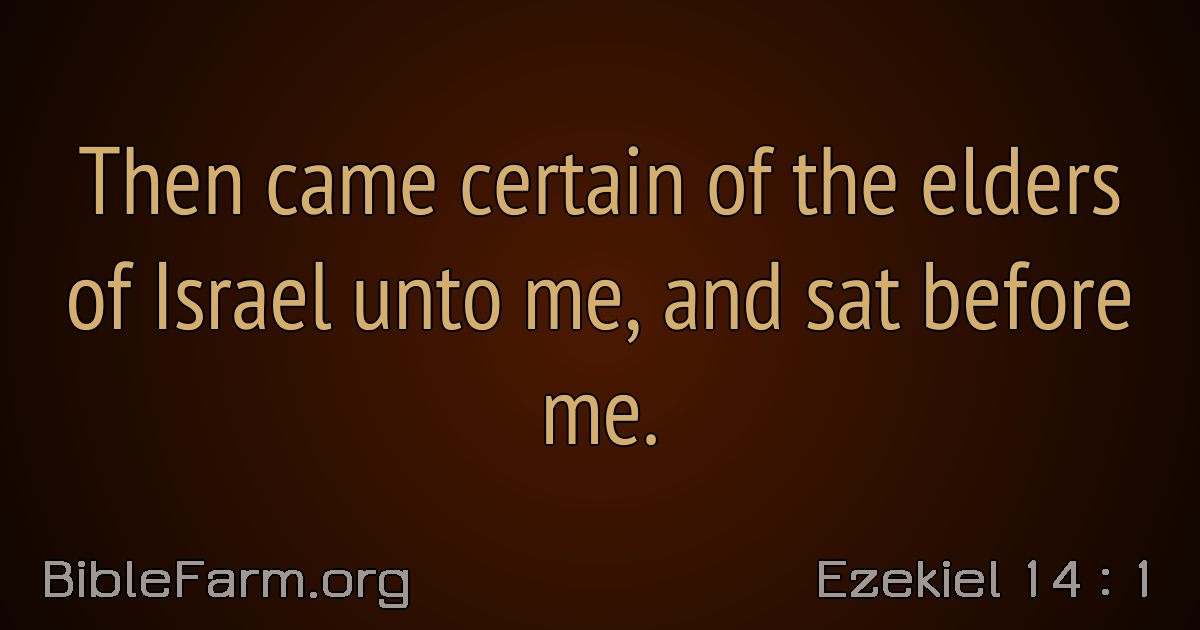 Then came certain of the elders
of Israel unto me, and sat before
me.
BibleFarm.org
Ezekiel 14 : 1